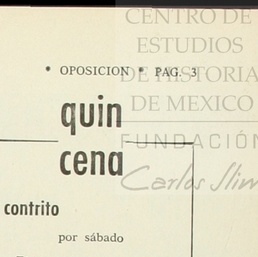 CENTRO DE
ESTUDIOS
DE HISTORIA
DE MEXICO
FUNDACIÓN
Carlos Slim
* OPOSICION * PAG. 3
quin
cena
contrito
por sábado